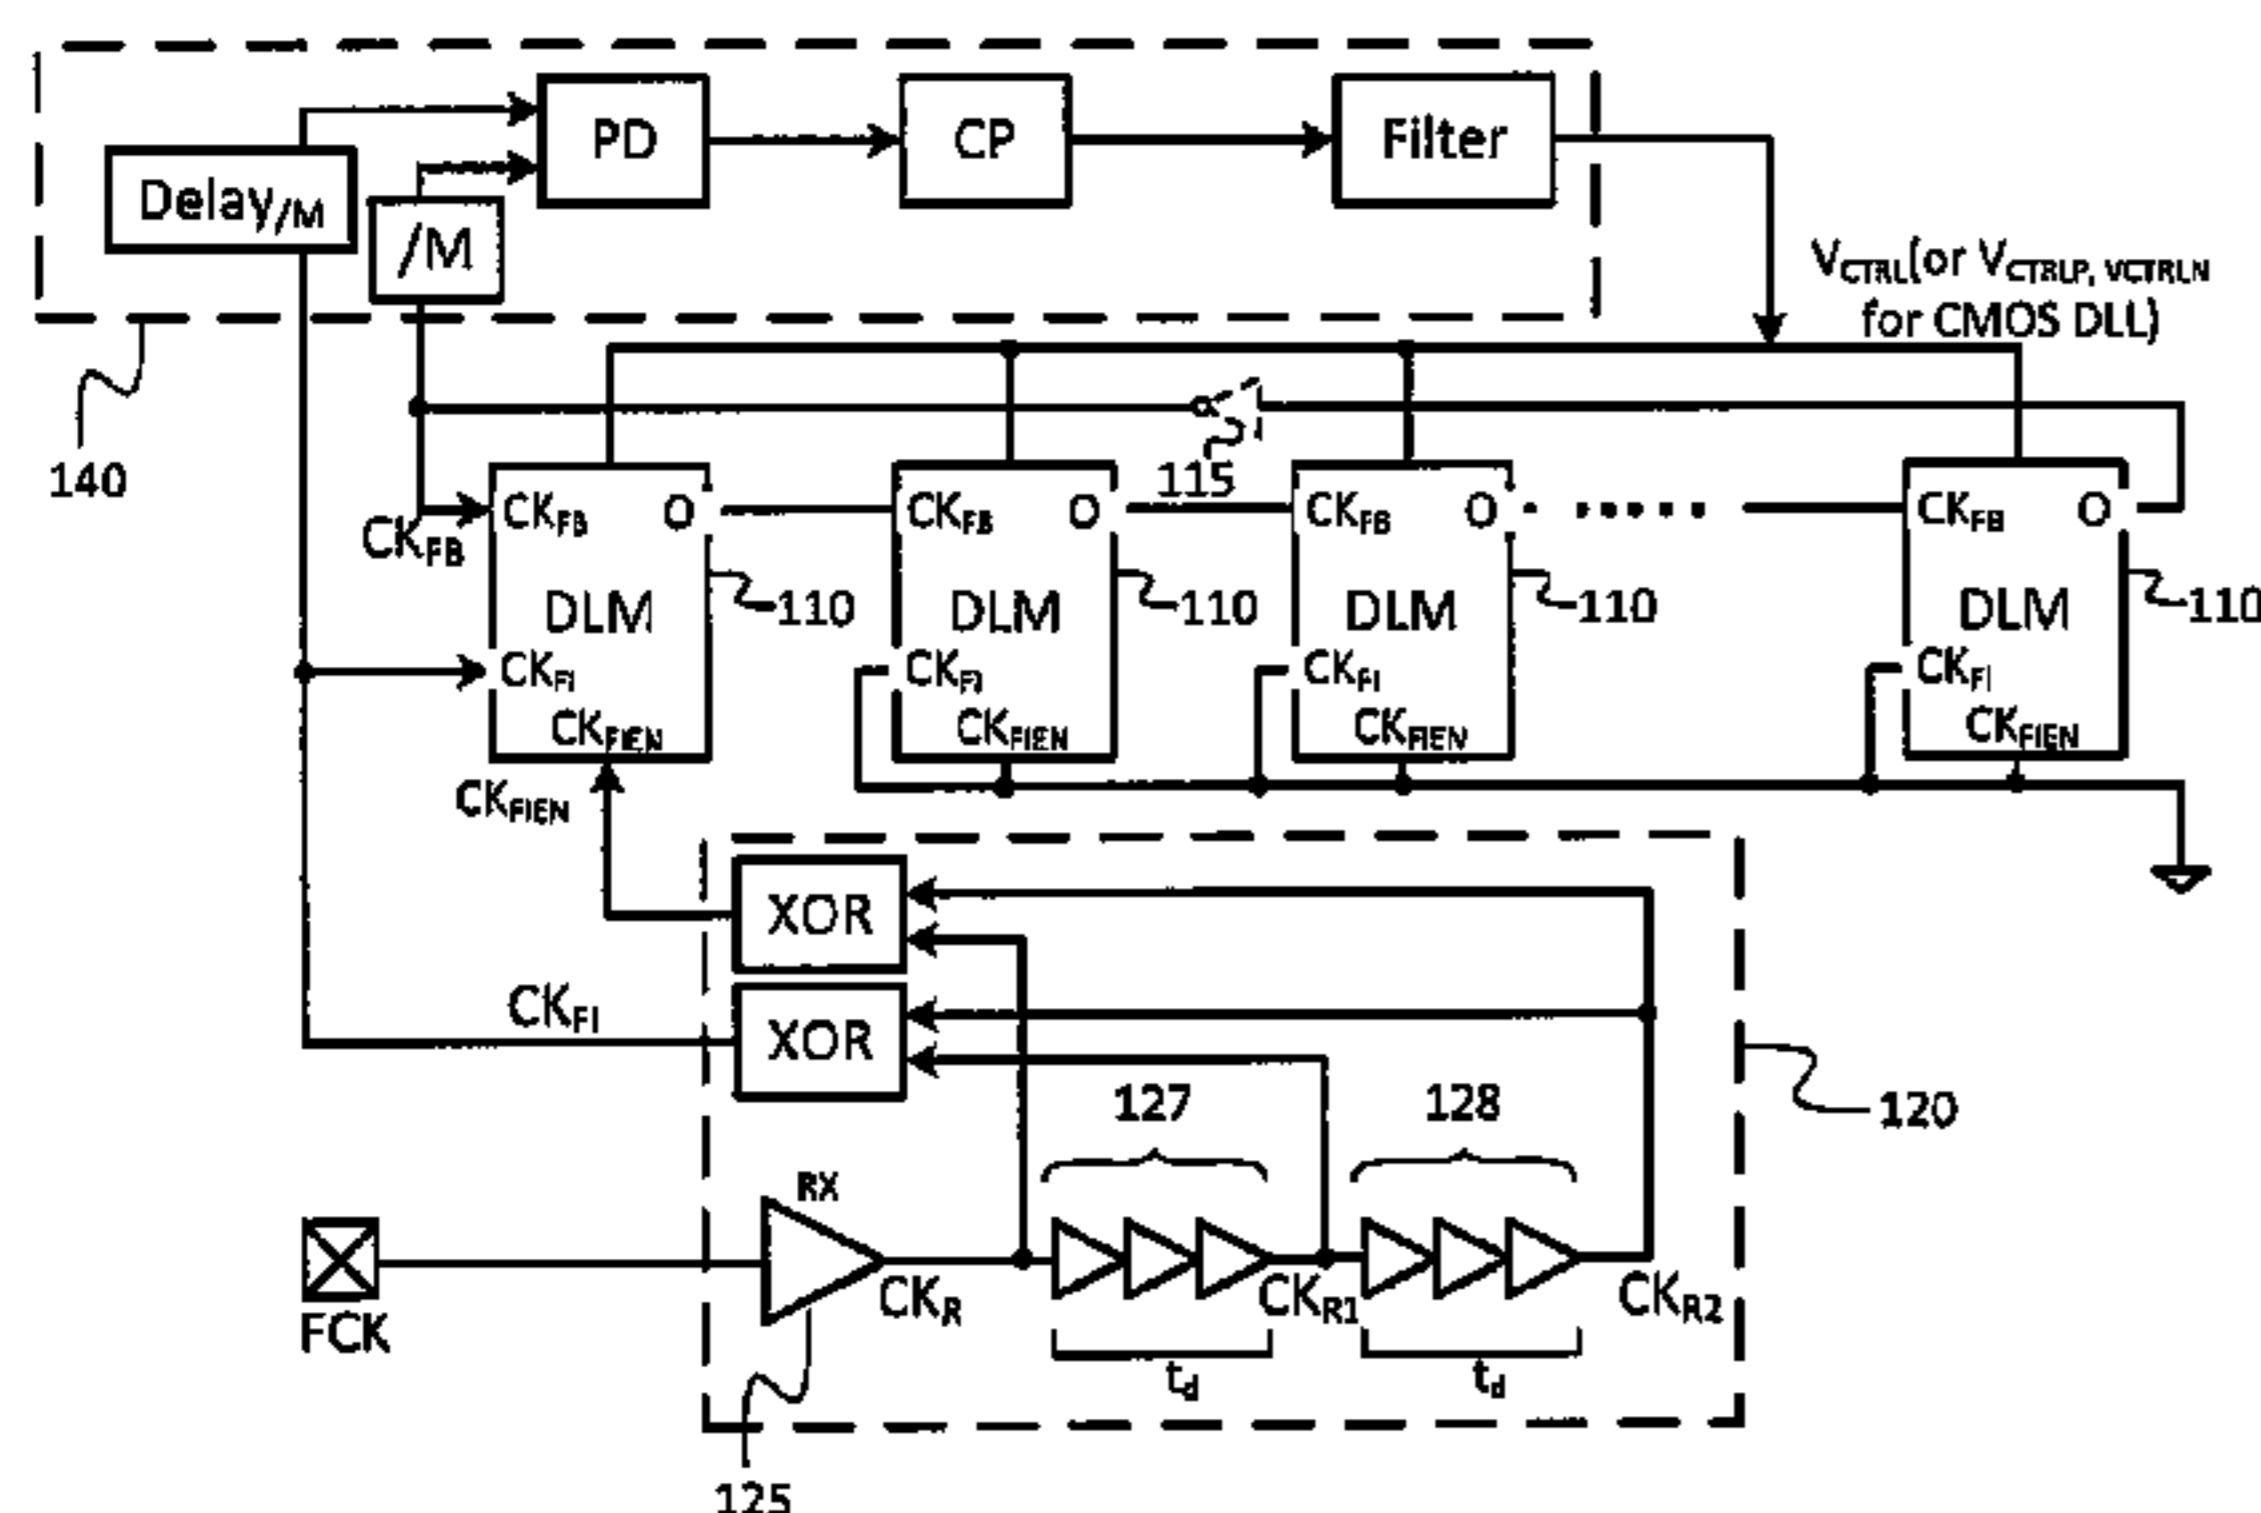 PD
CP
Filter
Delay/M
/M
VCTRL(or VCTRLP, VCTRLN
for CMOS DLL)
140
115
CKFB
CKFB O
DLM
CKFI
CKFIEN
110
CKFB O
DLM
CKFI
CKFIEN
110
CKFB O
DLM
CKFI
CKFIEN
110
CKFB O
DLM
CKFI
CKFIEN
110
CKFIEN
XOR
CKFI
XOR
127
128
120
RX
CKR
CKR1
CKR2
FCK
td
td
125